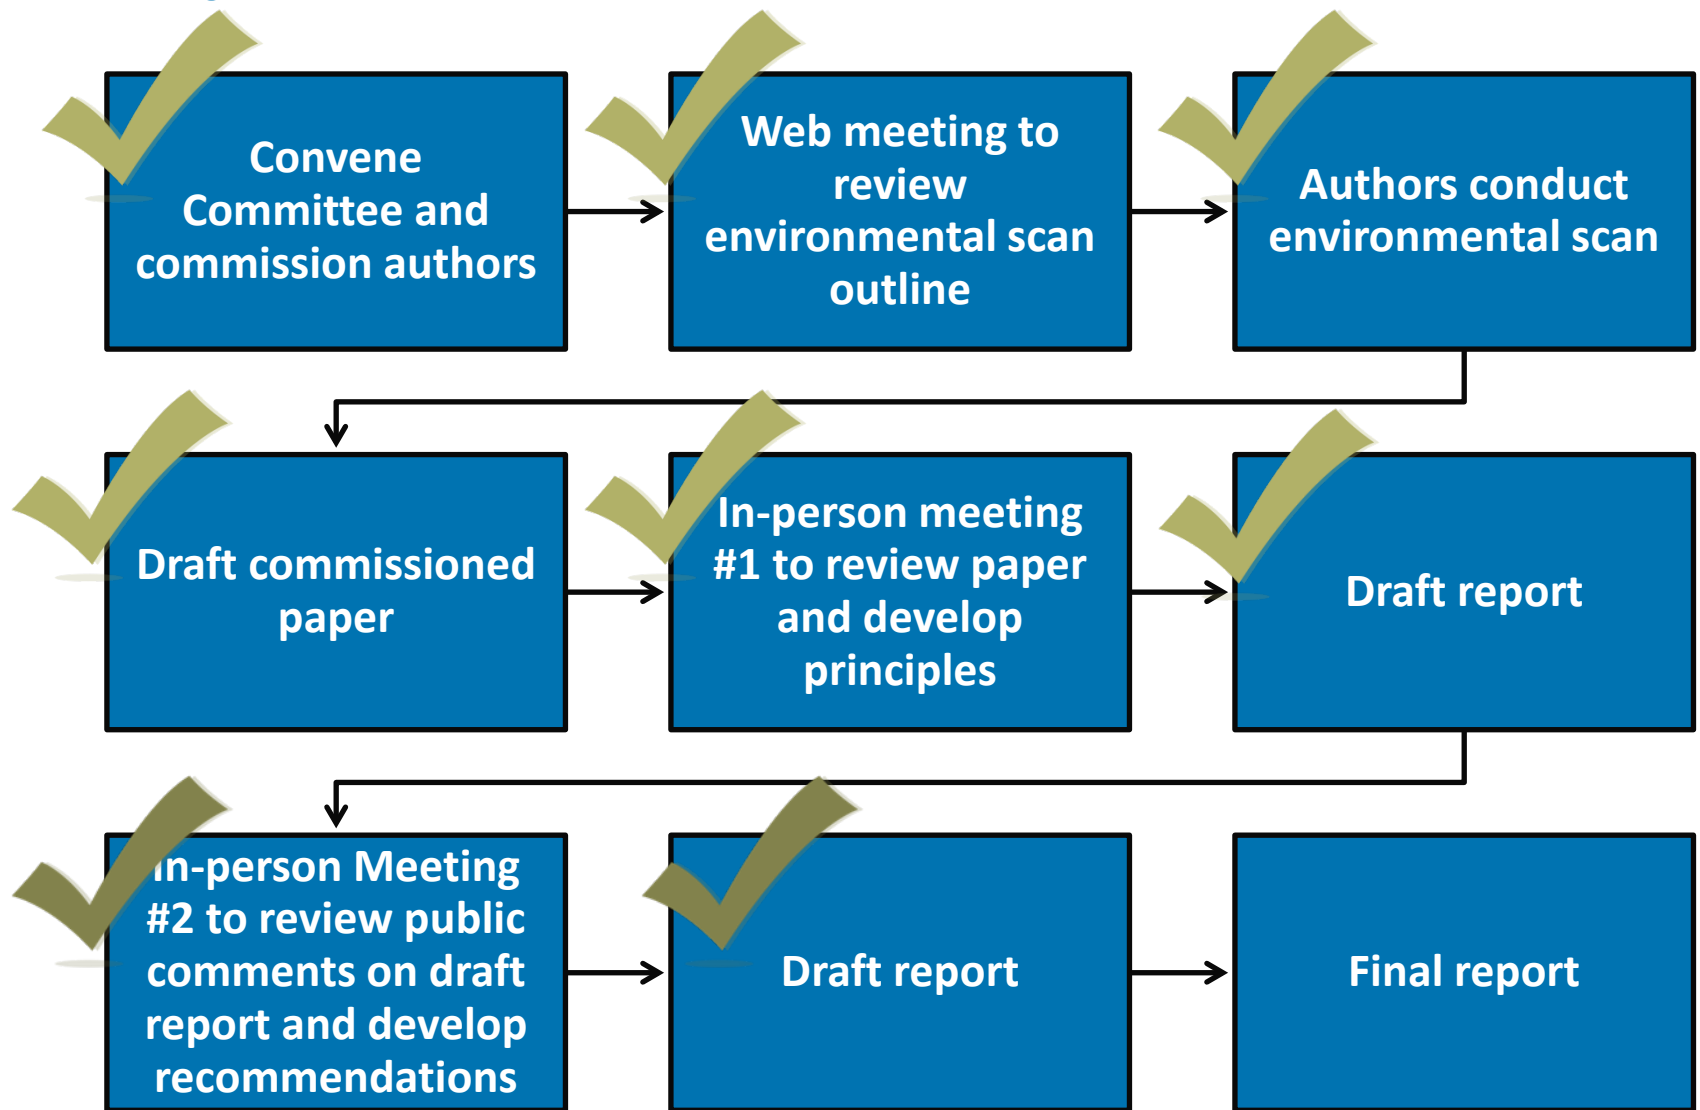 Convene
Committee and
commission authors
Web meeting to
review
environmental scan
outline
Authors conduct
environmental scan
Draft commissioned
paper
In-person meeting
#1 to review paper
and develop
principles
Draft report
In-person Meeting
#2 to review public
comments on draft
report and develop
recommendations
Draft report
Final report